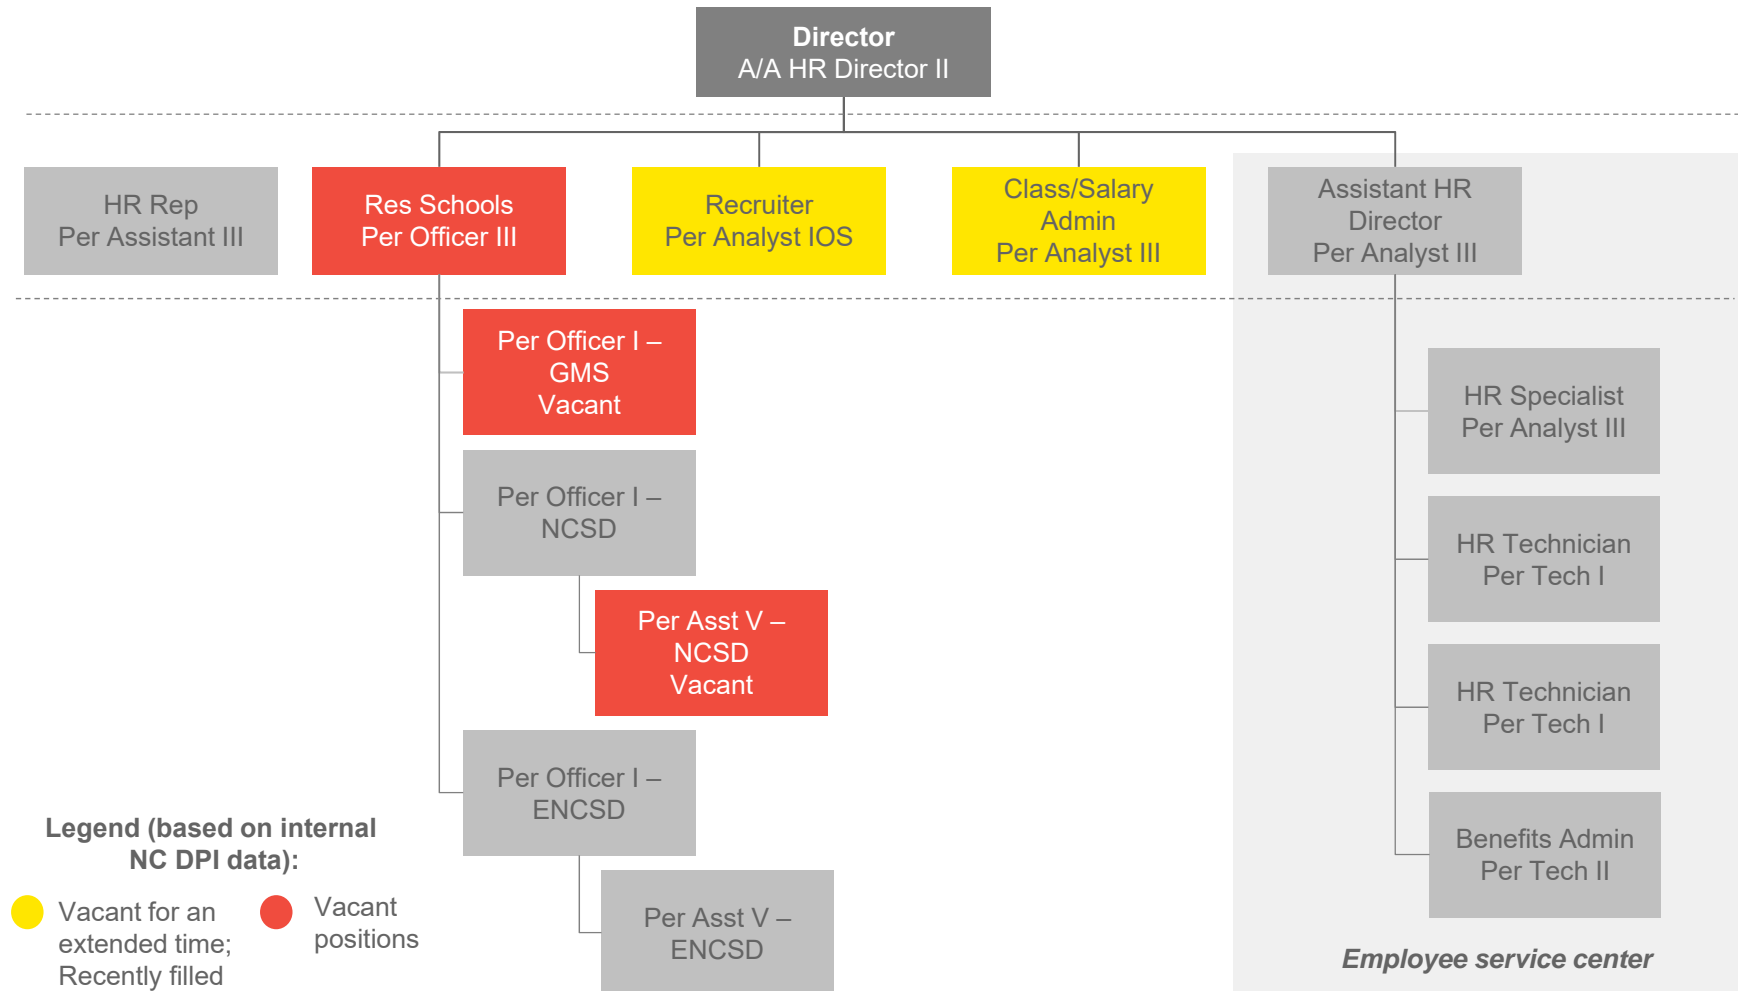 Director
A/A HR Director II
HR Rep
Per Assistant III
Res Schools
Per Officer III
Recruiter
Per Analyst IOS
Class/Salary
Admin
Per Analyst III
Assistant HR
Director
Per Analyst III
Per Officer I –
GMS
Vacant
Per Officer I –
NCSD
Per Asst V –
NCSD
Vacant
Per Officer I –
ENCSD
Per Asst V –
ENCSD
HR Specialist
Per Analyst III
HR Technician
Per Tech I
HR Technician
Per Tech I
Benefits Admin
Per Tech II
Employee service center
Legend (based on internal
NC DPI data):
Vacant for an
extended time;
Recently filled
Vacant
positions